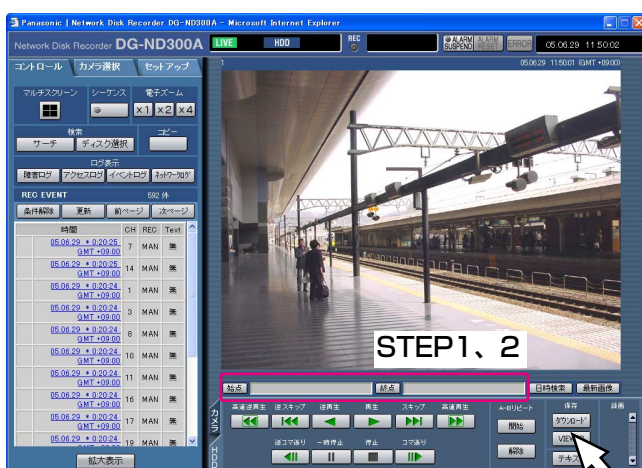 Panasonic | Network Disk Recorder DG-ND300A - Microsoft Internet Explorer
Network Disk Recorder DG-ND300A LIVE HDD REC ALARM SUSPEND ALARM RESET ERROR 05.06.29 11:50:02
コントロール カメラ選択 セットアップ
1 05.06.29 11:50:01 (GMT +09:00)
マルチスクリーン シーケンス 電子ズーム
x1 x2 x4
検索 コピー
サーチ ディスク選択
ログ表示
障害ログ アクセスログ イベントログ ネットワークログ
REC EVENT 592 件
条件解除 更新 前ページ 次ページ
時間 CH REC Text
05.06.29 * 0:20:25 GMT +09:00 7 MAN 無
05.06.29 * 0:20:25 GMT +09:00 14 MAN 無
05.06.29 * 0:20:24 GMT +09:00 1 MAN 無
05.06.29 * 0:20:24 GMT +09:00 3 MAN 無
05.06.29 * 0:20:24 GMT +09:00 8 MAN 無
05.06.29 * 0:20:24 GMT +09:00 10 MAN 無
05.06.29 * 0:20:24 GMT +09:00 11 MAN 無
05.06.29 * 0:20:24 GMT +09:00 16 MAN 無
05.06.29 * 0:20:24 GMT +09:00 17 MAN 無
05.06.29 * 0:20:24 19 MAN 無
拡大表示
STEP1、2
始点 終点 日時検索 最新画像
カメラ
HDD
高速逆再生 逆スキップ 逆再生 再生 スキップ 高速再生
逆コマ送り 一時停止 停止 コマ送り
A-Bリピート
開始
解除
保存
ダウンロード
VIEW
テキス
録画